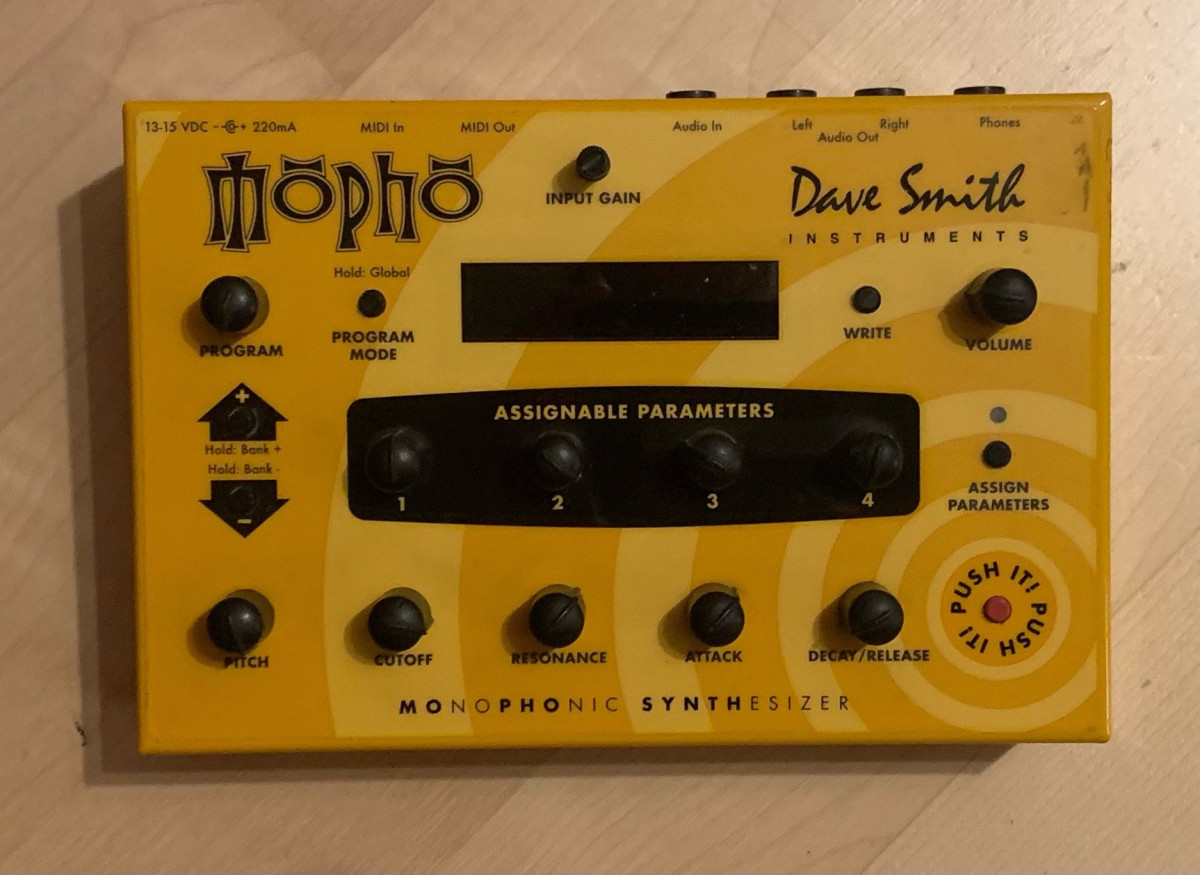 13-15 VDC 220mA
MIDI In
MIDI Out
Audio In
Left
Right
Audio Out
Phones
mōphō
INPUT GAIN
Dave Smith
INSTRUMENTS
Hold: Global
PROGRAM
PROGRAM
MODE
WRITE
VOLUME
+
Hold: Bank +
Hold: Bank -
-
ASSIGNABLE PARAMETERS
1
2
3
4
ASSIGN
PARAMETERS
PUSH IT! PUSH IT!
PITCH
CUTOFF
RESONANCE
ATTACK
DECAY/RELEASE
MONOPHONIC SYNTHESIZER